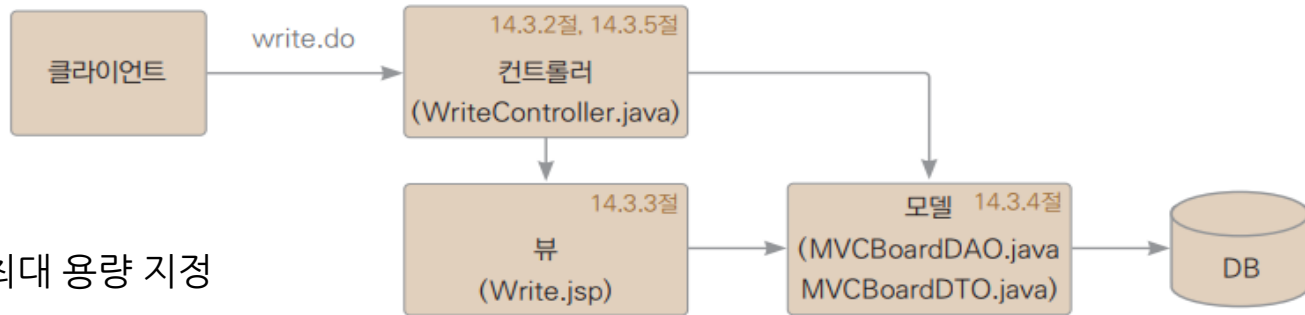 클라이언트
write.do
14.3.2절, 14.3.5절
컨트롤러
(WriteController.java)
14.3.3절
뷰
(Write.jsp)
모델 14.3.4절
(MVCBoardDAO.java
MVCBoardDTO.java)
DB
최대 용량 지정